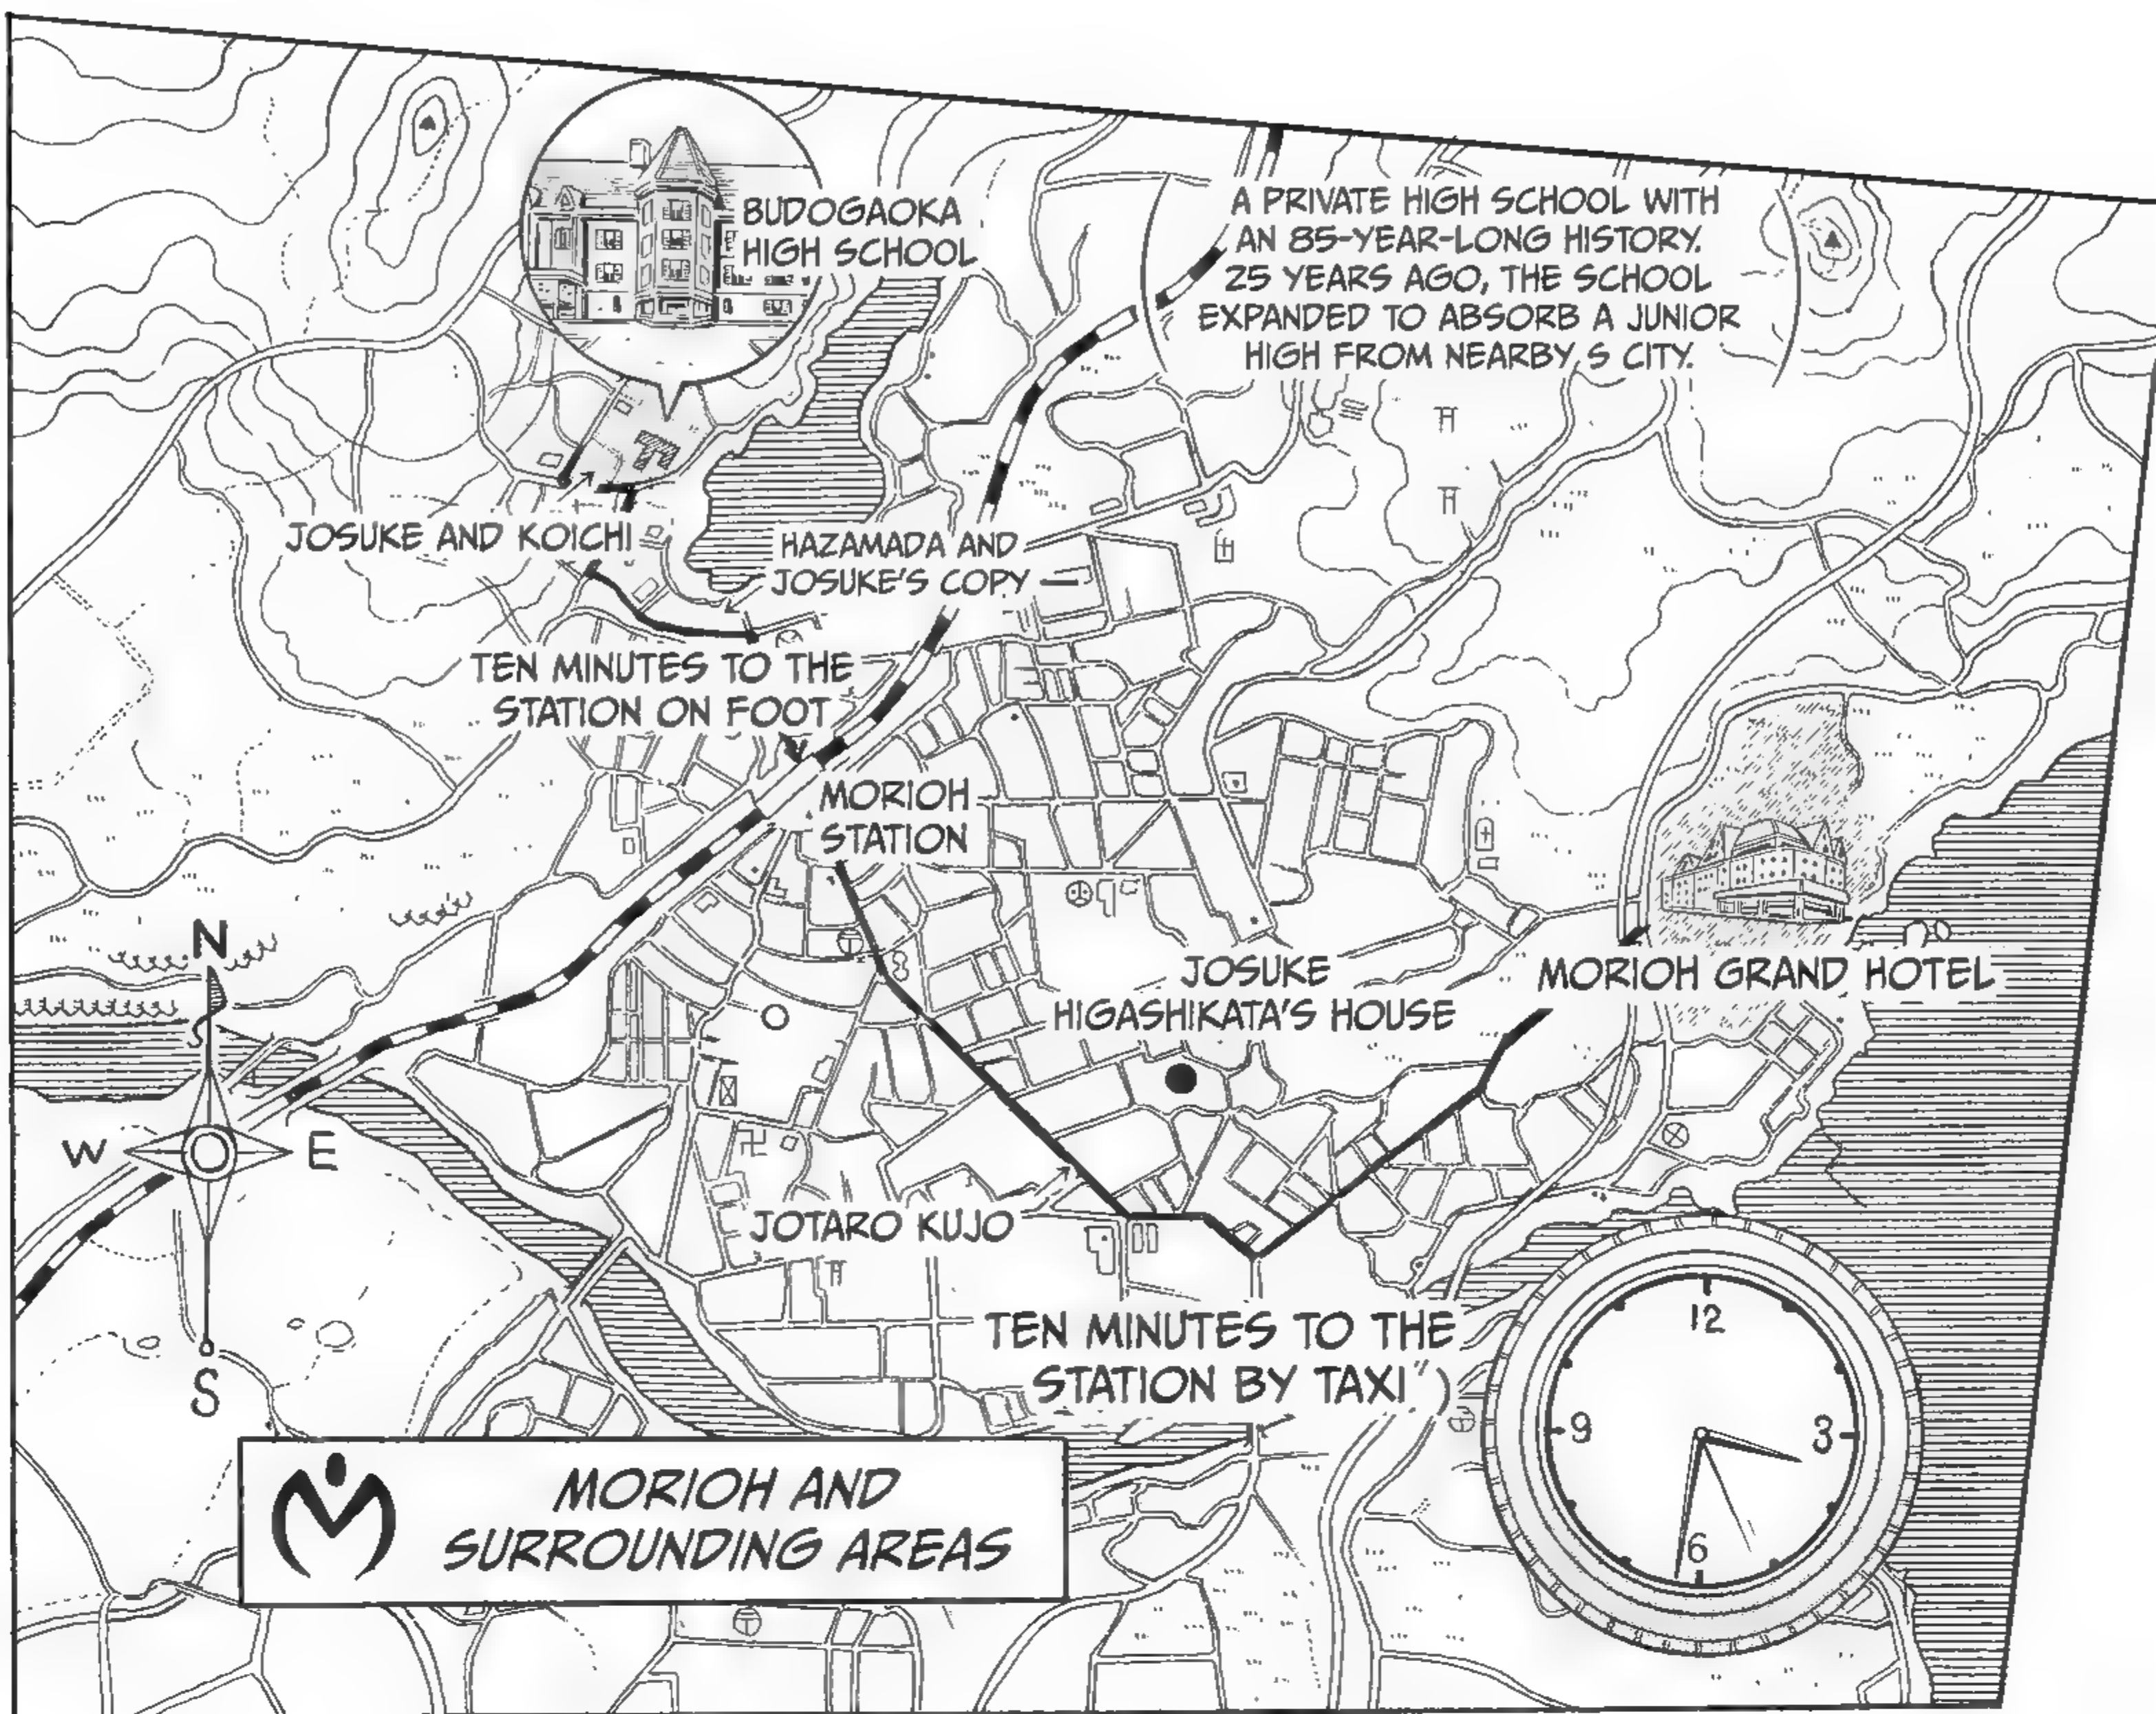 BUDOGAOKA
HIGH SCHOOL
A PRIVATE HIGH SCHOOL WITH
AN 85-YEAR-LONG HISTORY.
25 YEARS AGO, THE SCHOOL
EXPANDED TO ABSORB A JUNIOR
HIGH FROM NEARBY S CITY.
JOSUKE AND KOICHI
HAZAMADA AND
JOSUKE'S COPY
TEN MINUTES TO THE
STATION ON FOOT
MORIOH
STATION
N
W
E
S
JOSUKE
HIGASHIKATA'S HOUSE
MORIOH GRAND HOTEL
JOTARO KUJO
TEN MINUTES TO THE
STATION BY TAXI")
12
9
3
6
MORIOH AND
SURROUNDING AREAS